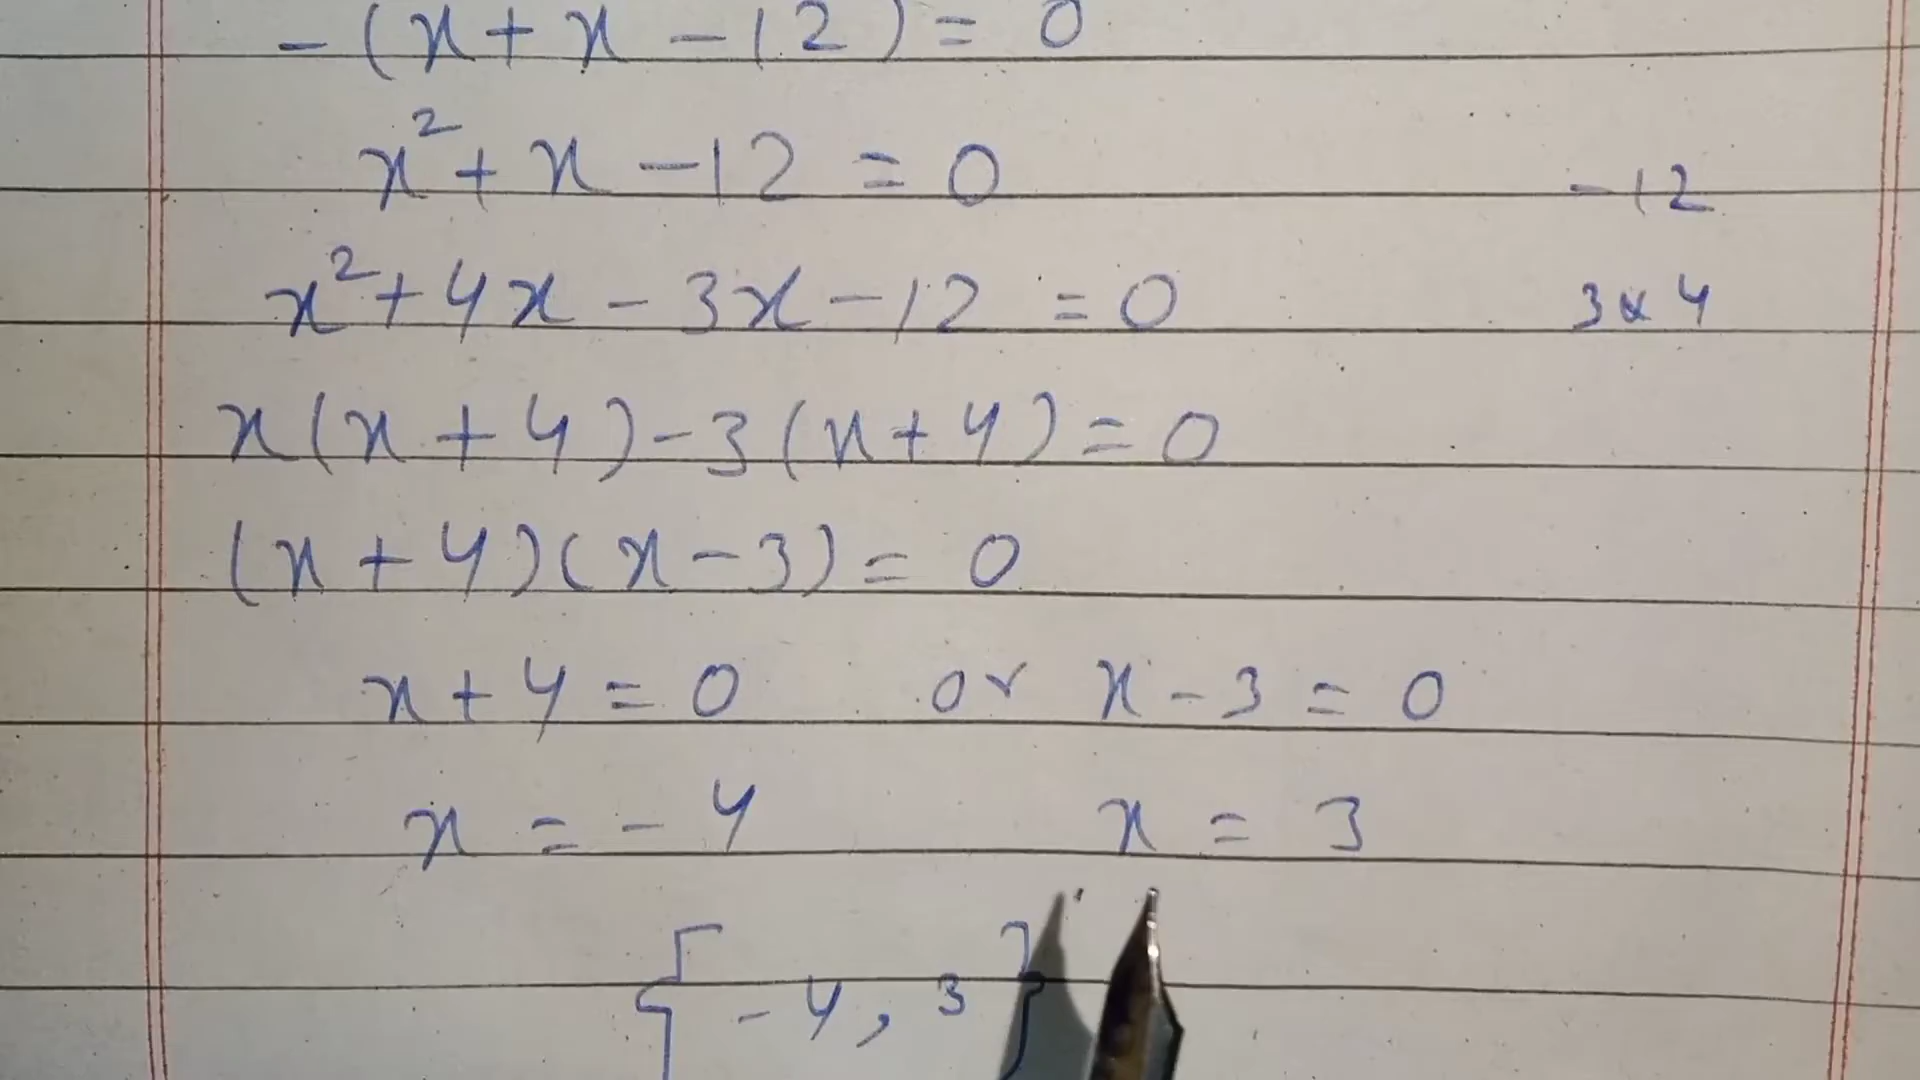 -(x+x-12)=0
x²+x-12=0
-12
x²+4x-3x-12=0
3×4
x(x+4)-3(x+4)=0
(x+4)(x-3)=0
x+4=0 or x-3=0
x=-4 x=3
{-4,3}